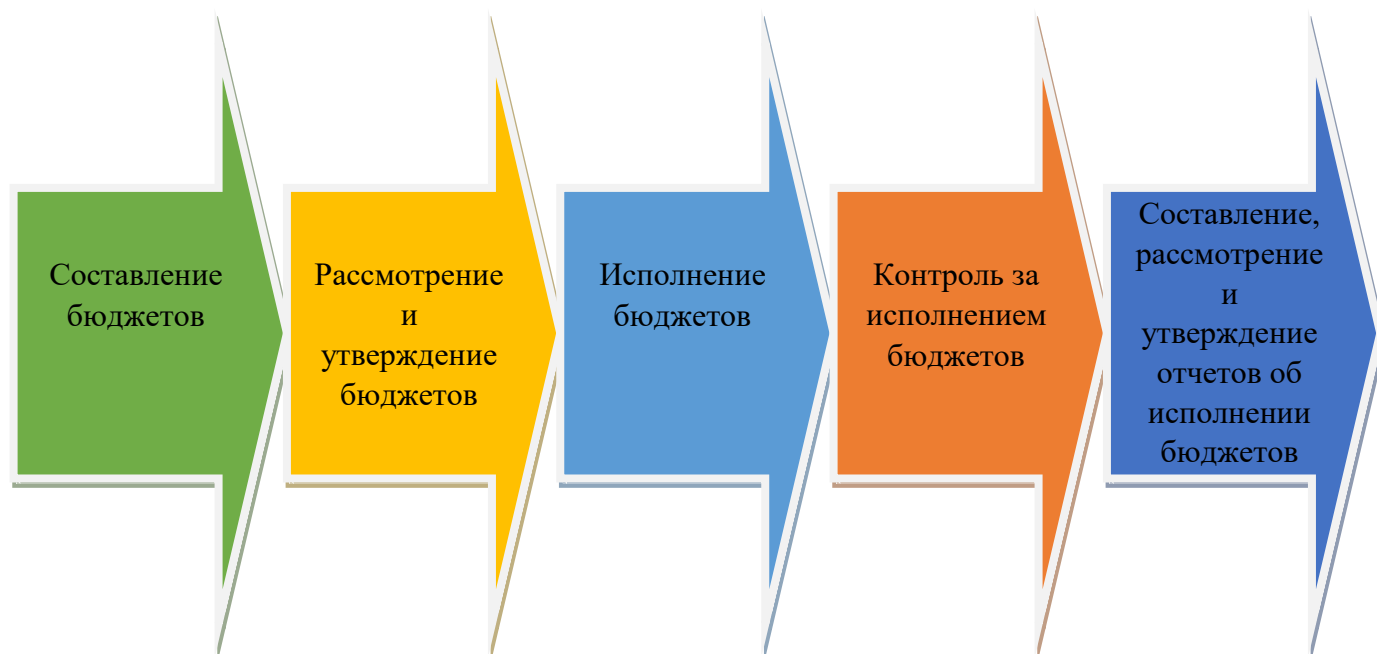 Составление
бюджетов
Рассмотрение
и
утверждение
бюджетов
Исполнение
бюджетов
Контроль за
исполнением
бюджетов
Составление,
рассмотрение
и
утверждение
отчетов об
исполнении
бюджетов